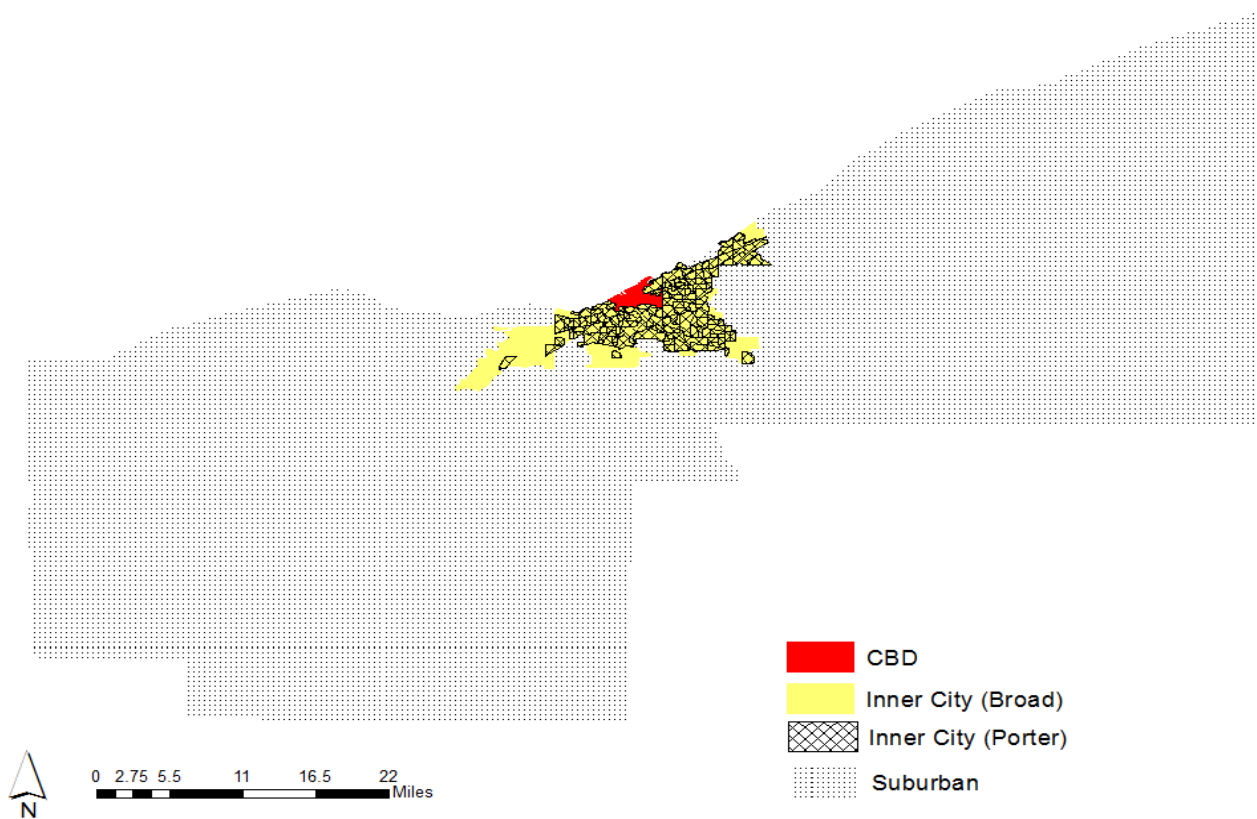 CBD
Inner City (Broad)
Inner City (Porter)
Suburban
0 2.75 5.5 11 16.5 22
Miles
N